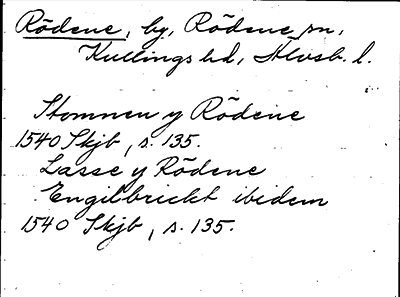 Rödene, by, Rödene sn,
Kullings hd, Älvsb. l.
Stommen y Rödene
1540 Skjb, s. 135.
Lasse y Rödene
Engilbrickt ibidem
1540 Skjb, s. 135.